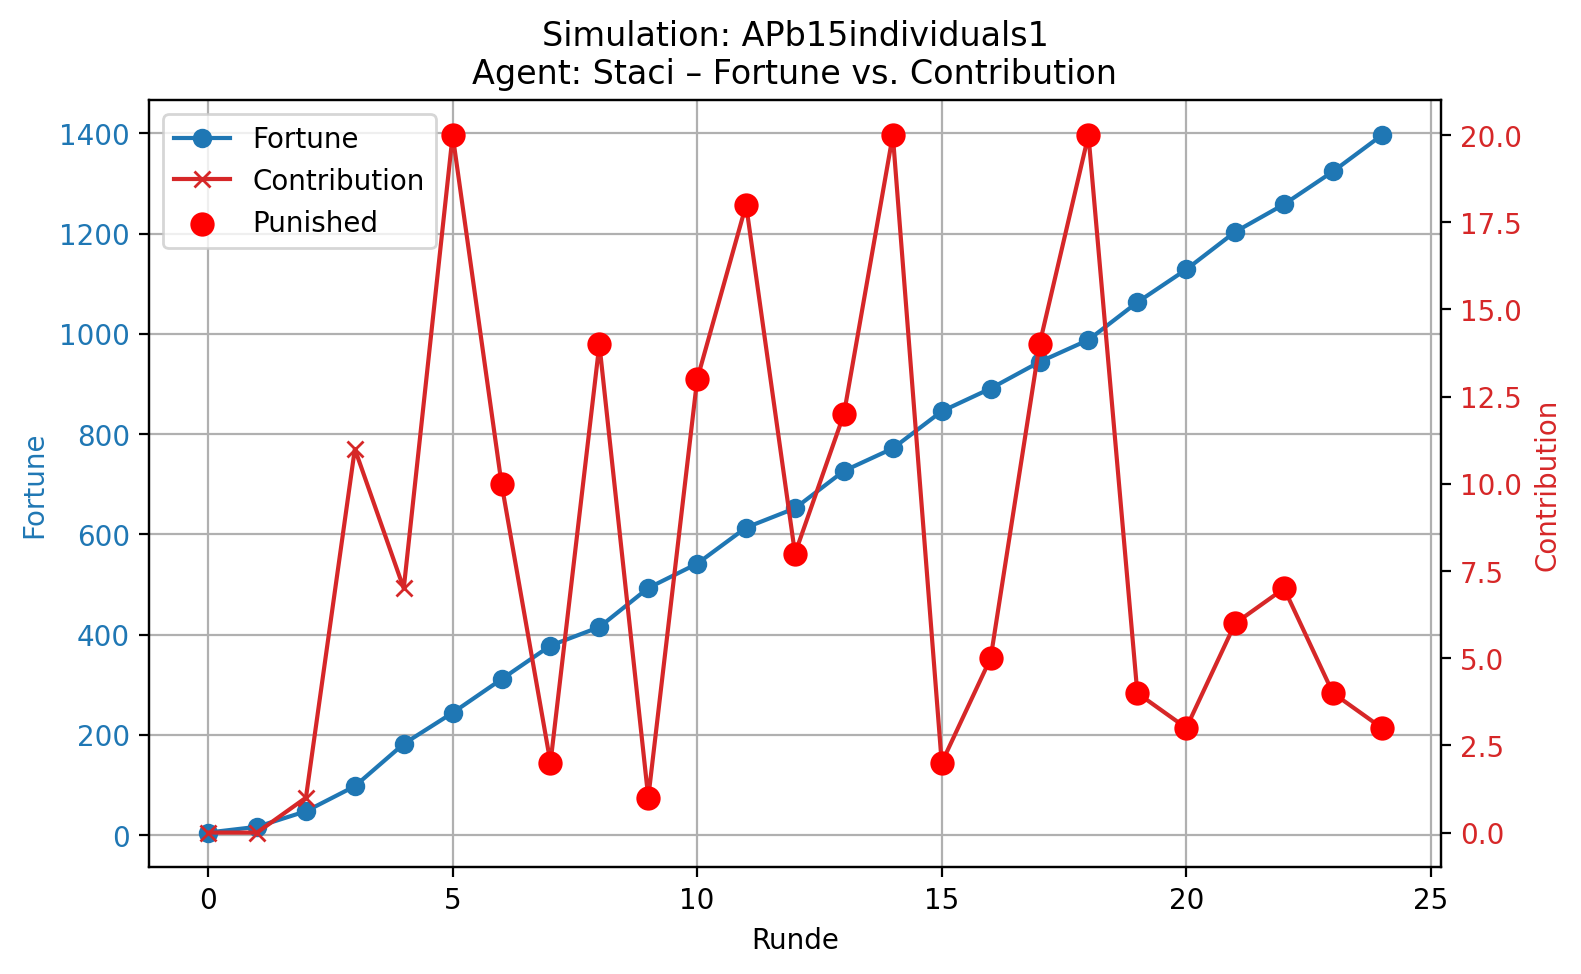 Simulation: APb15individuals1
Agent: Staci – Fortune vs. Contribution
Fortune
Contribution
Punished
1400
1200
1000
800
600
400
200
0
Fortune
20.0
17.5
15.0
12.5
10.0
7.5
5.0
2.5
0.0
Contribution
0 5 10 15 20 25
Runde